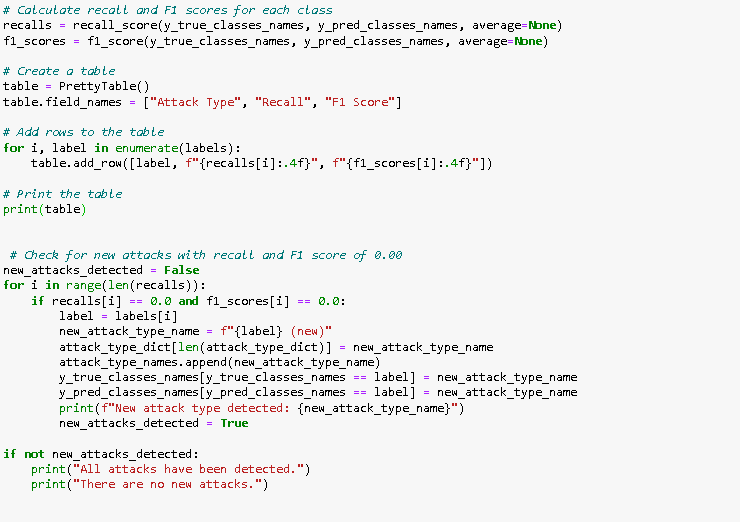 # Calculate recall and F1 scores for each class
recalls = recall_score(y_true_classes_names, y_pred_classes_names, average=None)
f1_scores = f1_score(y_true_classes_names, y_pred_classes_names, average=None)

# Create a table
table = PrettyTable()
table.field_names = ["Attack Type", "Recall", "F1 Score"]

# Add rows to the table
for i, label in enumerate(labels):
    table.add_row([label, f"{recalls[i]:.4f}", f"{f1_scores[i]:.4f}"])

# Print the table
print(table)

 # Check for new attacks with recall and F1 score of 0.00
new_attacks_detected = False
for i in range(len(recalls)):
    if recalls[i] == 0.0 and f1_scores[i] == 0.0:
        label = labels[i]
        new_attack_type_name = f"{label} (new)"
        attack_type_dict[len(attack_type_dict)] = new_attack_type_name
        attack_type_names.append(new_attack_type_name)
        y_true_classes_names[y_true_classes_names == label] = new_attack_type_name
        y_pred_classes_names[y_pred_classes_names == label] = new_attack_type_name
        print(f"New attack type detected: {new_attack_type_name}")
        new_attacks_detected = True

if not new_attacks_detected:
    print("All attacks have been detected.")
    print("There are no new attacks.")